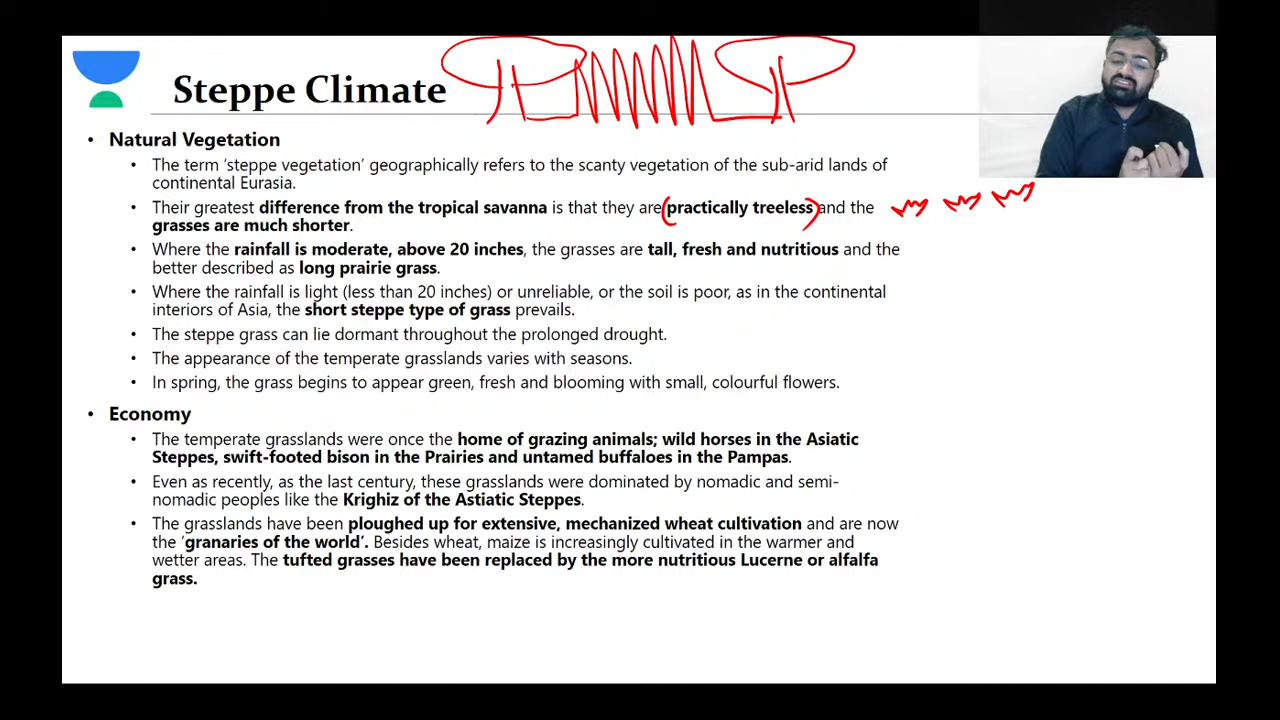 Steppe Climate
• Natural Vegetation
• The term ‘steppe vegetation’ geographically refers to the scanty vegetation of the sub-arid lands of
continental Eurasia.
• Their greatest difference from the tropical savanna is that they are (practically treeless) and the
grasses are much shorter.
• Where the rainfall is moderate, above 20 inches, the grasses are tall, fresh and nutritious and the
better described as long prairie grass.
• Where the rainfall is light (less than 20 inches) or unreliable, or the soil is poor, as in the continental
interiors of Asia, the short steppe type of grass prevails.
• The steppe grass can lie dormant throughout the prolonged drought.
• The appearance of the temperate grasslands varies with seasons.
• In spring, the grass begins to appear green, fresh and blooming with small, colourful flowers.
• Economy
• The temperate grasslands were once the home of grazing animals; wild horses in the Asiatic
Steppes, swift-footed bison in the Prairies and untamed buffaloes in the Pampas.
• Even as recently, as the last century, these grasslands were dominated by nomadic and semi-
nomadic peoples like the Krighiz of the Astiatic Steppes.
• The grasslands have been ploughed up for extensive, mechanized wheat cultivation and are now
the ‘granaries of the world’. Besides wheat, maize is increasingly cultivated in the warmer and
wetter areas. The tufted grasses have been replaced by the more nutritious Lucerne or alfalfa
grass.